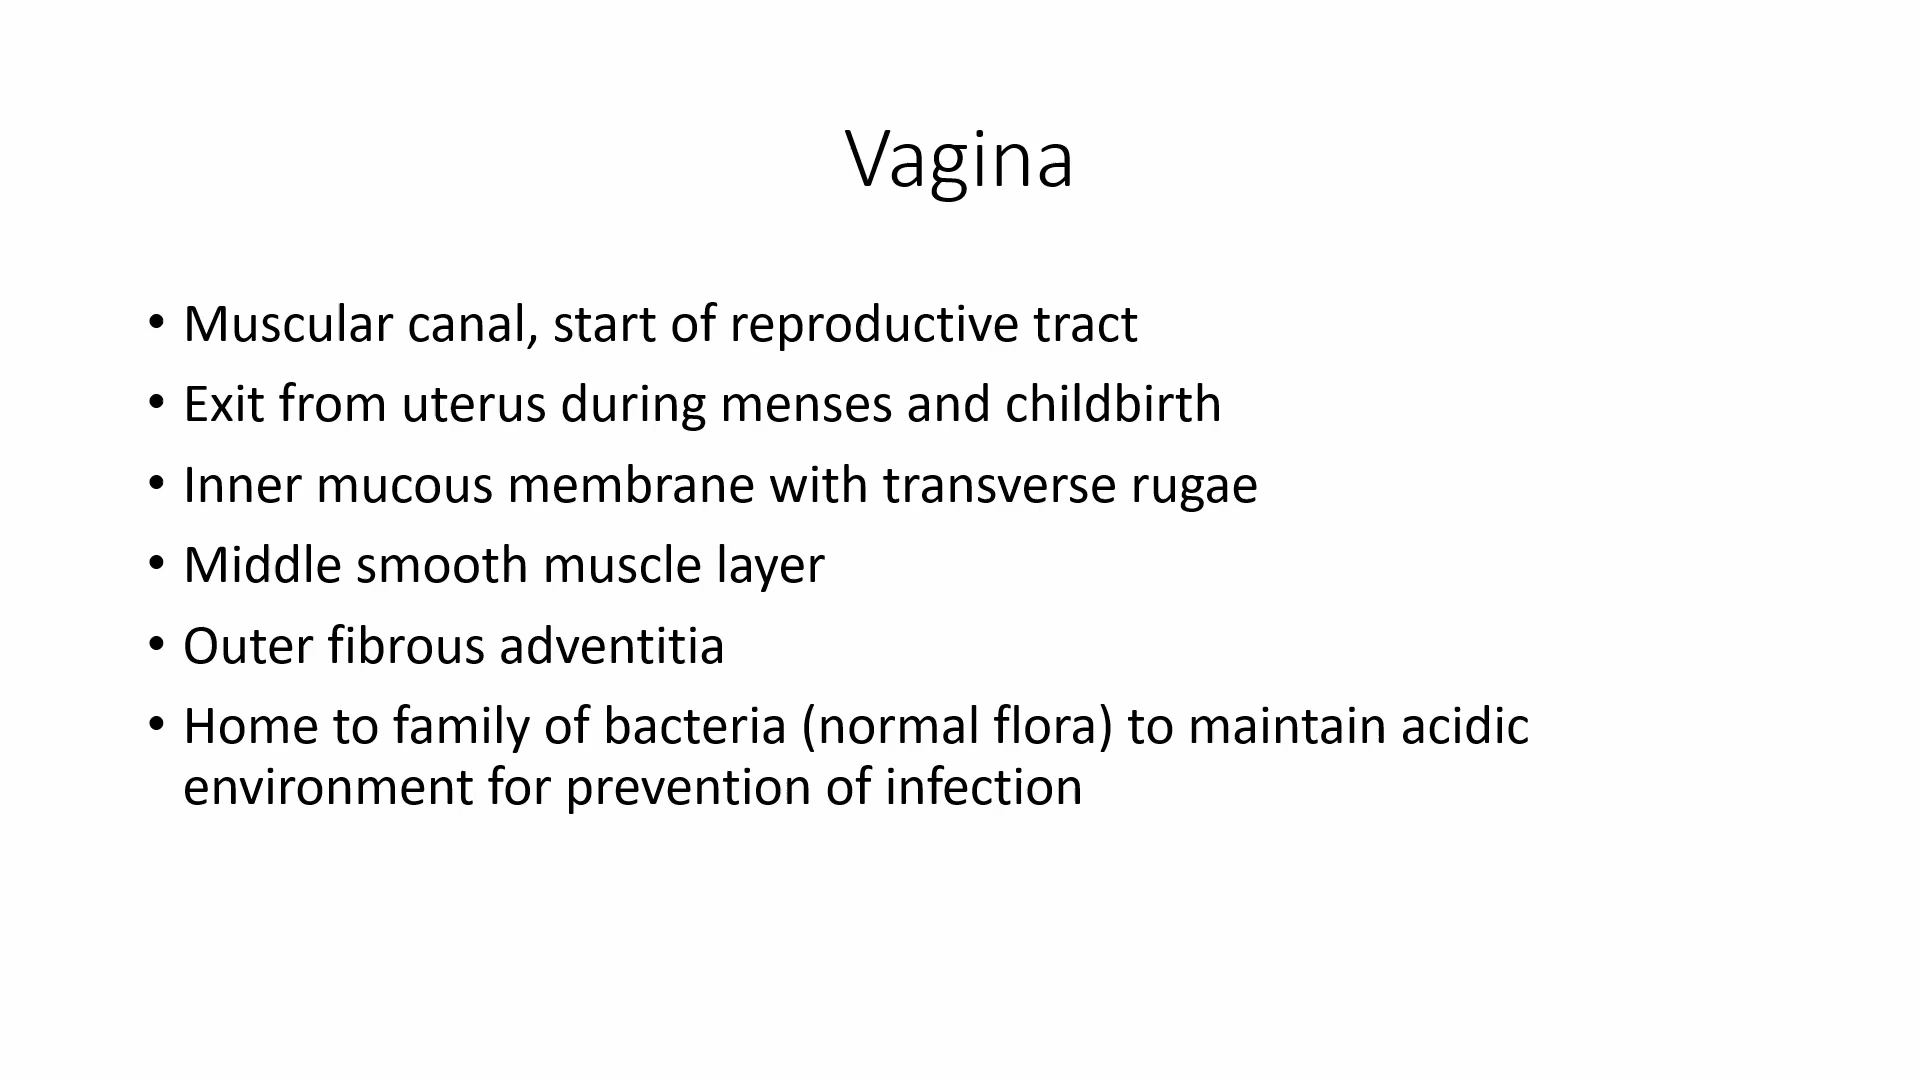 Vagina
• Muscular canal, start of reproductive tract
• Exit from uterus during menses and childbirth
• Inner mucous membrane with transverse rugae
• Middle smooth muscle layer
• Outer fibrous adventitia
• Home to family of bacteria (normal flora) to maintain acidic
environment for prevention of infection